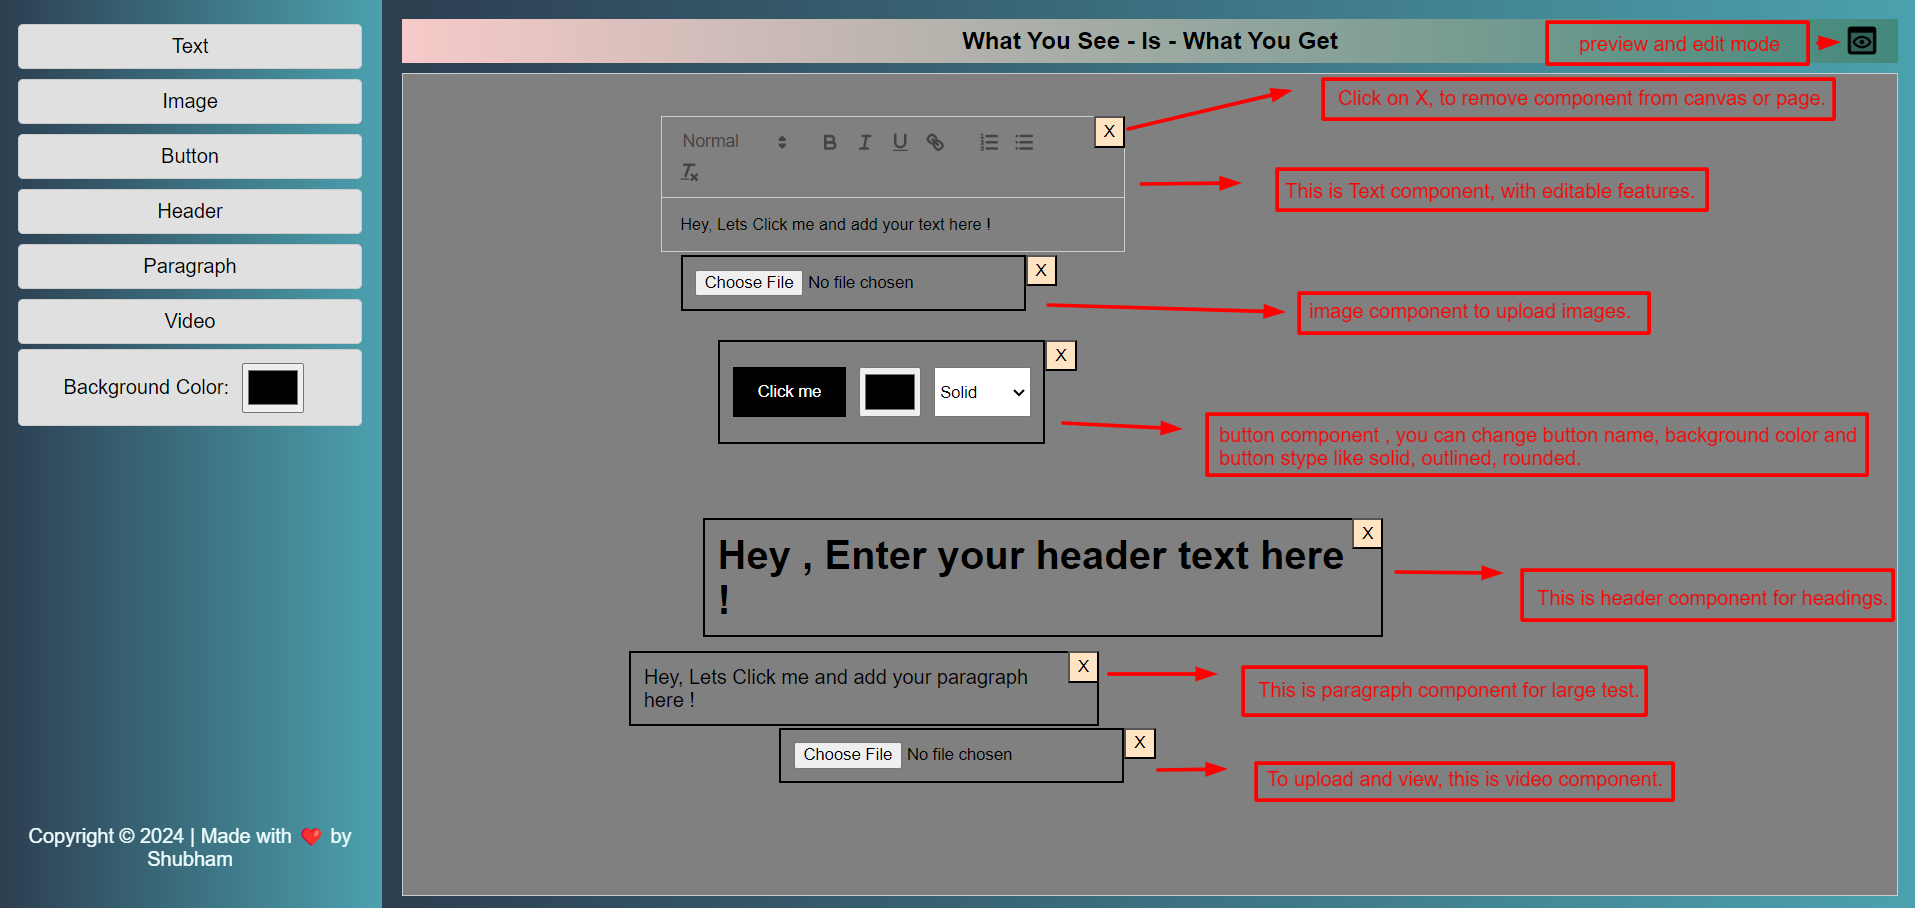 Text
Image
Button
Header
Paragraph
Video
Background Color:
Copyright © 2024 | Made with ❤️ by
Shubham
What You See - Is - What You Get
preview and edit mode
Click on X, to remove component from canvas or page.
X
Normal
B I U
This is Text component, with editable features.
Hey, Lets Click me and add your text here !
X
Choose File No file chosen
image component to upload images.
X
Click me
Solid
button component , you can change button name, background color and
button stype like solid, outlined, rounded.
X
Hey , Enter your header text here
!
This is header component for headings.
X
Hey, Lets Click me and add your paragraph
here !
This is paragraph component for large test.
X
Choose File No file chosen
To upload and view, this is video component.